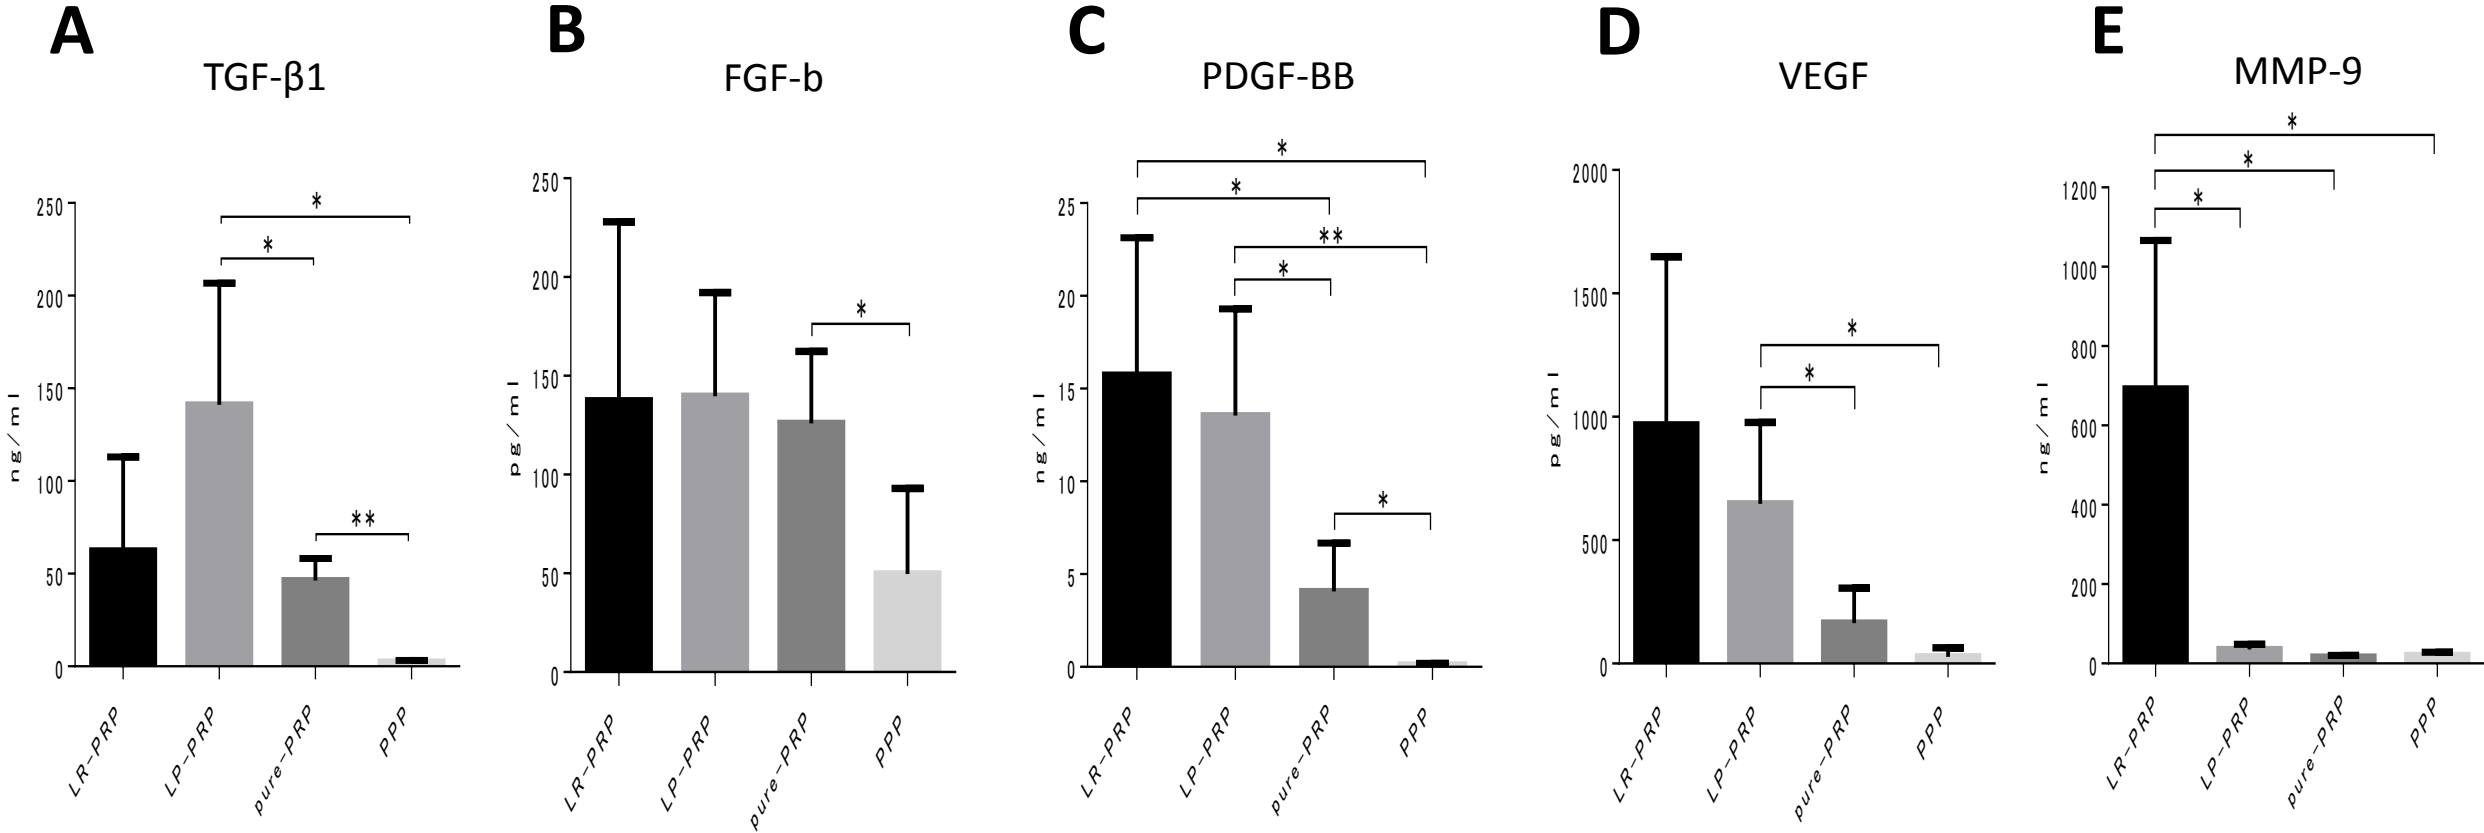 A
TGF-β1
*
*
**
250
200
150
100
50
0
ng/ml
LR-PRP
LP-PRP
pure-PRP
PPP
B
FGF-b
*
250
200
150
100
50
0
pg/ml
LR-PRP
LP-PRP
pure-PRP
PPP
C
PDGF-BB
*
*
**
*
*
25
20
15
10
5
0
ng/ml
LR-PRP
LP-PRP
pure-PRP
PPP
D
VEGF
*
*
2000
1500
1000
500
0
pg/ml
LR-PRP
LP-PRP
pure-PRP
PPP
E
MMP-9
*
*
*
1200
1000
800
600
400
200
0
ng/ml
LR-PRP
LP-PRP
pure-PRP
PPP